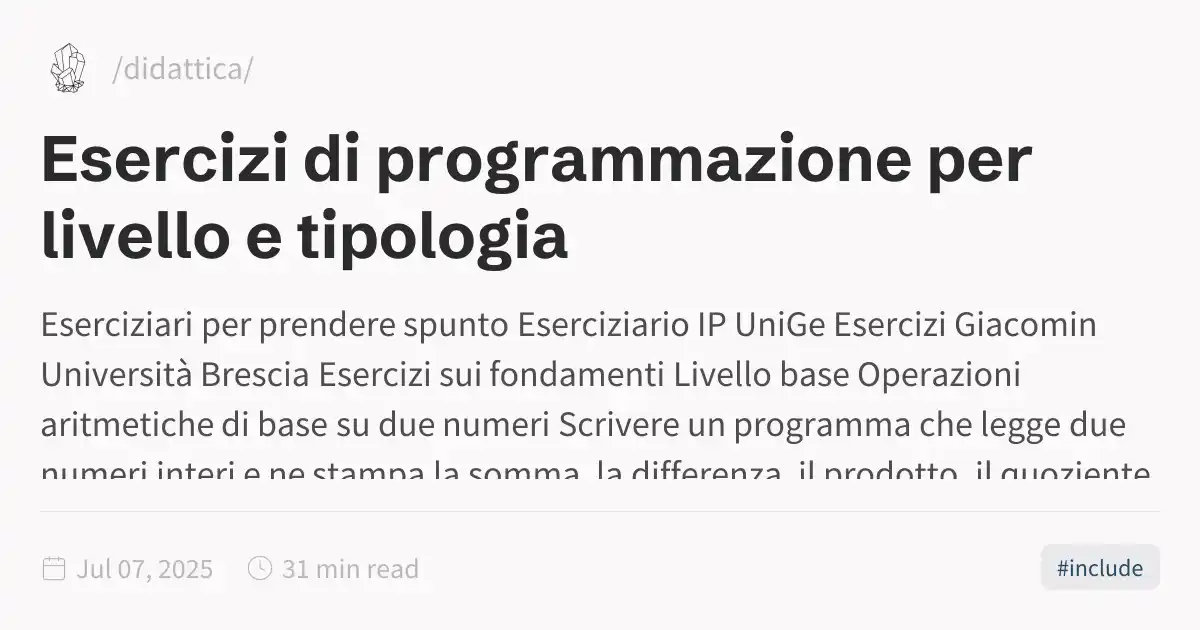 /didattica/
Esercizi di programmazione per
livello e tipologia
Eserciziari per prendere spunto Eserciziario IP UniGe Esercizi Giacomin
Università Brescia Esercizi sui fondamenti Livello base Operazioni
aritmetiche di base su due numeri Scrivere un programma che legge due
numeri interi e ne stampa la somma, la differenza, il prodotto, il quoziente
Jul 07, 2025
31 min read
#include